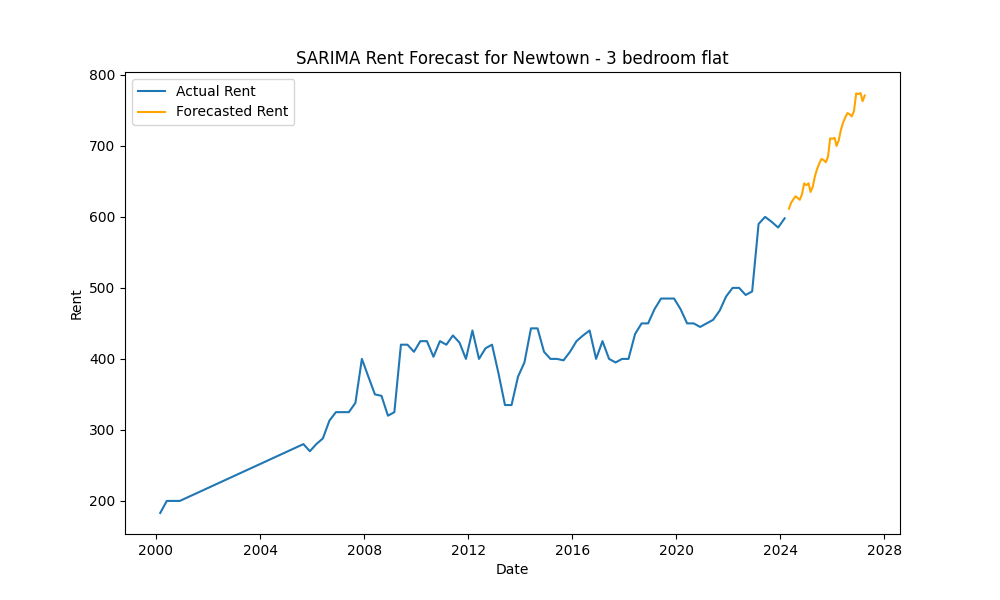 SARIMA Rent Forecast for Newtown - 3 bedroom flat
Actual Rent
Forecasted Rent
800
700
600
500
400
300
200
Rent
2000 2004 2008 2012 2016 2020 2024 2028
Date